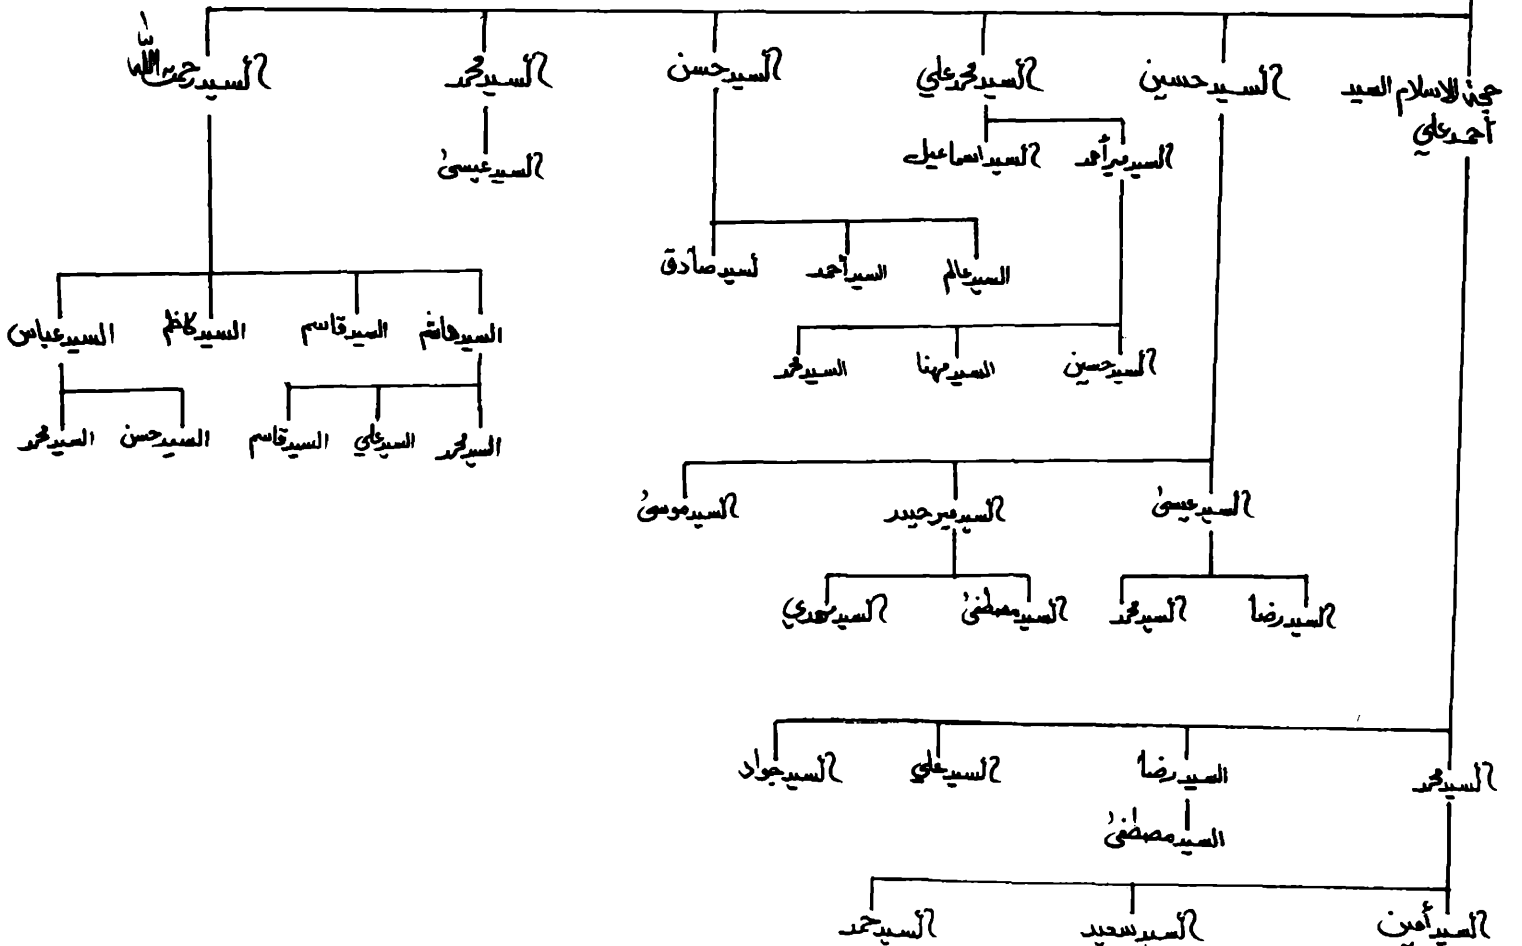 حجة الاسلام السيد
أحمد علي
السيد حسين
السيد محمد علي
السيد حسن
السيد محمد
السيد رحمة الله
السيد مير أحمد
السيد اسماعيل
السيد عيسىٰ
السيد عالم
السيد أحمد
لسيد صادق
السيد هاشم
السيد قاسم
السيد كاظم
السيد عباس
السيد حسين
السيد مهنا
السيد محمد
السيد محمد
السيد علي
السيد قاسم
السيد حسن
السيد محمد
السيد عيسىٰ
السيد مير حيدر
السيد موسىٰ
السيد رضا
السيد محمد
السيد مصطفىٰ
السيد مهدي
السيد محمد
السيد رضا
السيد علي
السيد جواد
السيد مصطفىٰ
السيد أمين
السيد سعيد
السيد حمد